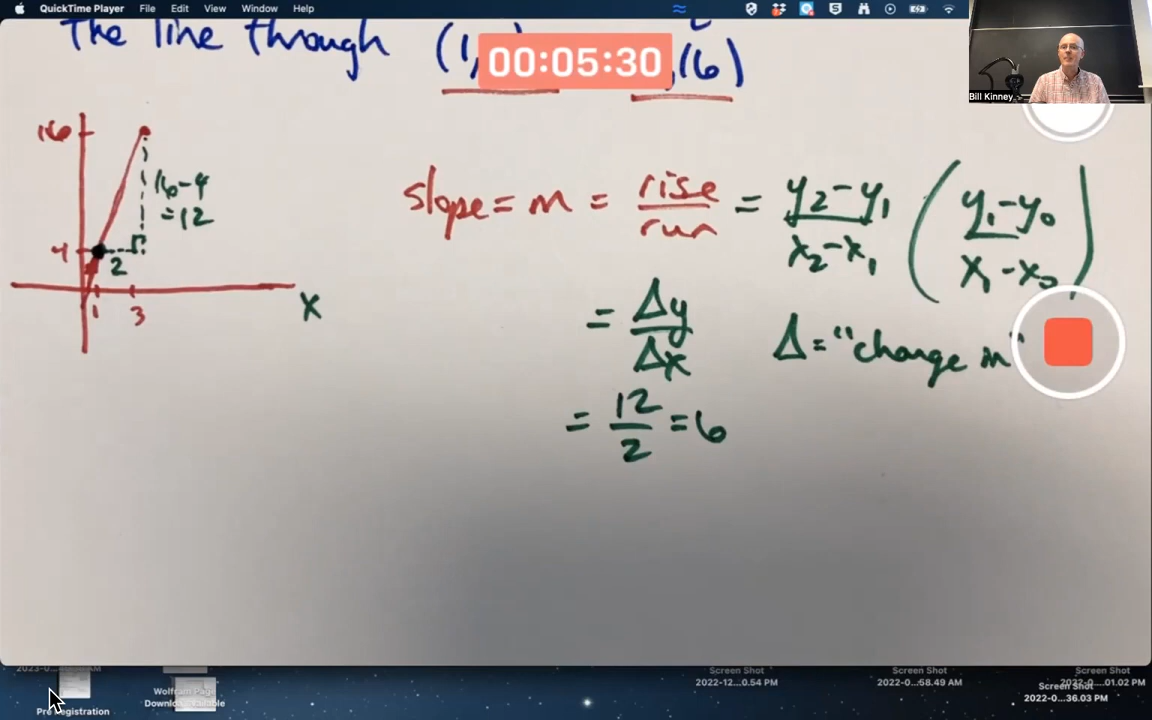 QuickTime Player File Edit View Window Help
The line through (1, ,16)
00:05:30
Bill Kinney
16
16-4
=12
4
2
1 3 x
slope = m = rise/run = y₂-y₁/x₂-x₁ (y₁-y₀/x₁-x₀)
= Δy/Δx Δ = "change in"
= 12/2 = 6
Screen Shot
2022-12...0.54 PM
Screen Shot
2022-0...58.49 AM
Screen Shot
2022-0...01.02 PM
Screen Shot
2022-0...36.03 PM
Wolfram Page